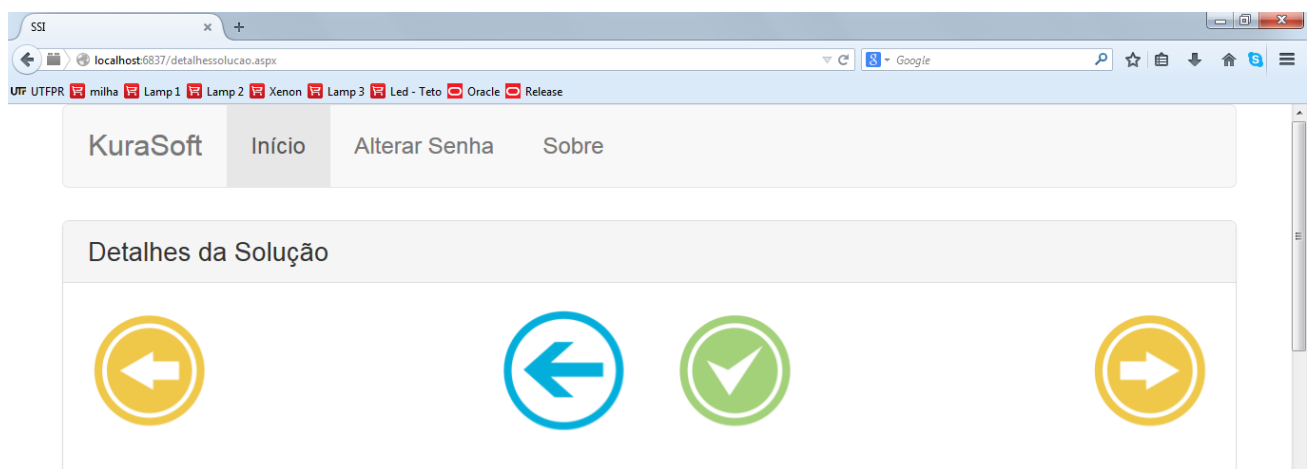 SSI
localhost:6837/detalhessolucao.aspx
Google
UTF UTFPR milha Lamp 1 Lamp 2 Xenon Lamp 3 Led - Teto Oracle Release
KuraSoft Início Alterar Senha Sobre
Detalhes da Solução